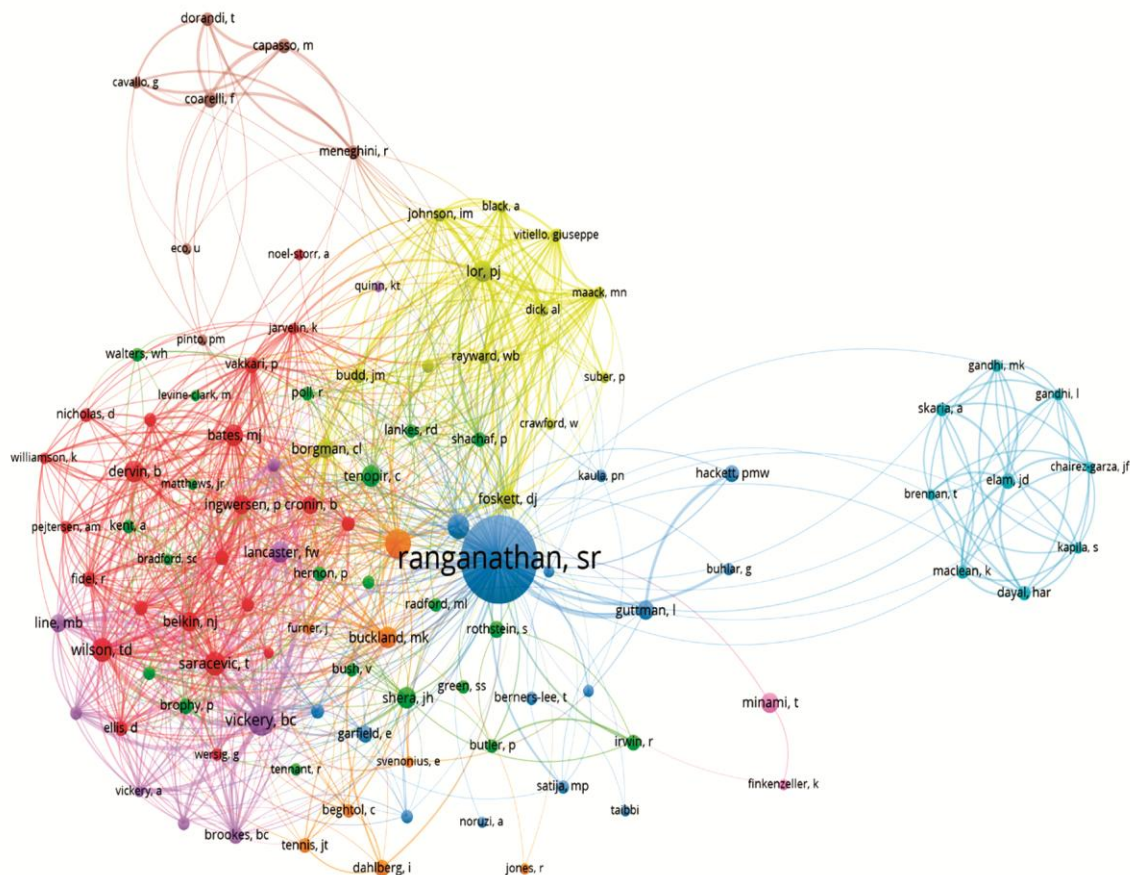 dorandi, t
capasso, m
cavallo, g
coarelli, f
meneghini, r
eco, u
noel-storr, a
johnson, im
black, a
vitiello, giuseppe
lor, pj
quinn, kt
maack, mn
dick, al
jarvelin, k
pinto, pm
walters, wh
vakkari, p
rayward, wb
budd, jm
suber, p
levine-clark, m
poll, r
nicholas, d
bates, mj
lankes, rd
shachaf, p
crawford, w
borgman, cl
williamson, k
dervin, b
matthews, jr
tenopir, c
kaula, pn
hackett, pmw
gandhi, mk
gandhi, l
skaria, a
chairez-garza, jf
elam, jd
brennan, t
kapila, s
maclean, k
dayal, har
ingwersen, p
cronin, b
foskett, dj
pejtersen, am
kent, a
bradford, sc
lancaster, fw
ranganathan, sr
hernon, p
fidel, r
buhlar, g
radford, ml
guttman, l
line, mb
belkin, nj
furner, j
buckland, mk
rothstein, s
wilson, td
saracevic, t
bush, v
green, ss
shera, jh
berners-lee, t
minami, t
brophy, p
vickery, bc
ellis, d
garfield, e
butler, p
irwin, r
wersig, g
svenonius, e
tennant, r
finkenzeller, k
vickery, a
satija, mp
beghtol, c
noruzi, a
taibbi
brookes, bc
tennis, jt
dahlberg, i
jones, r